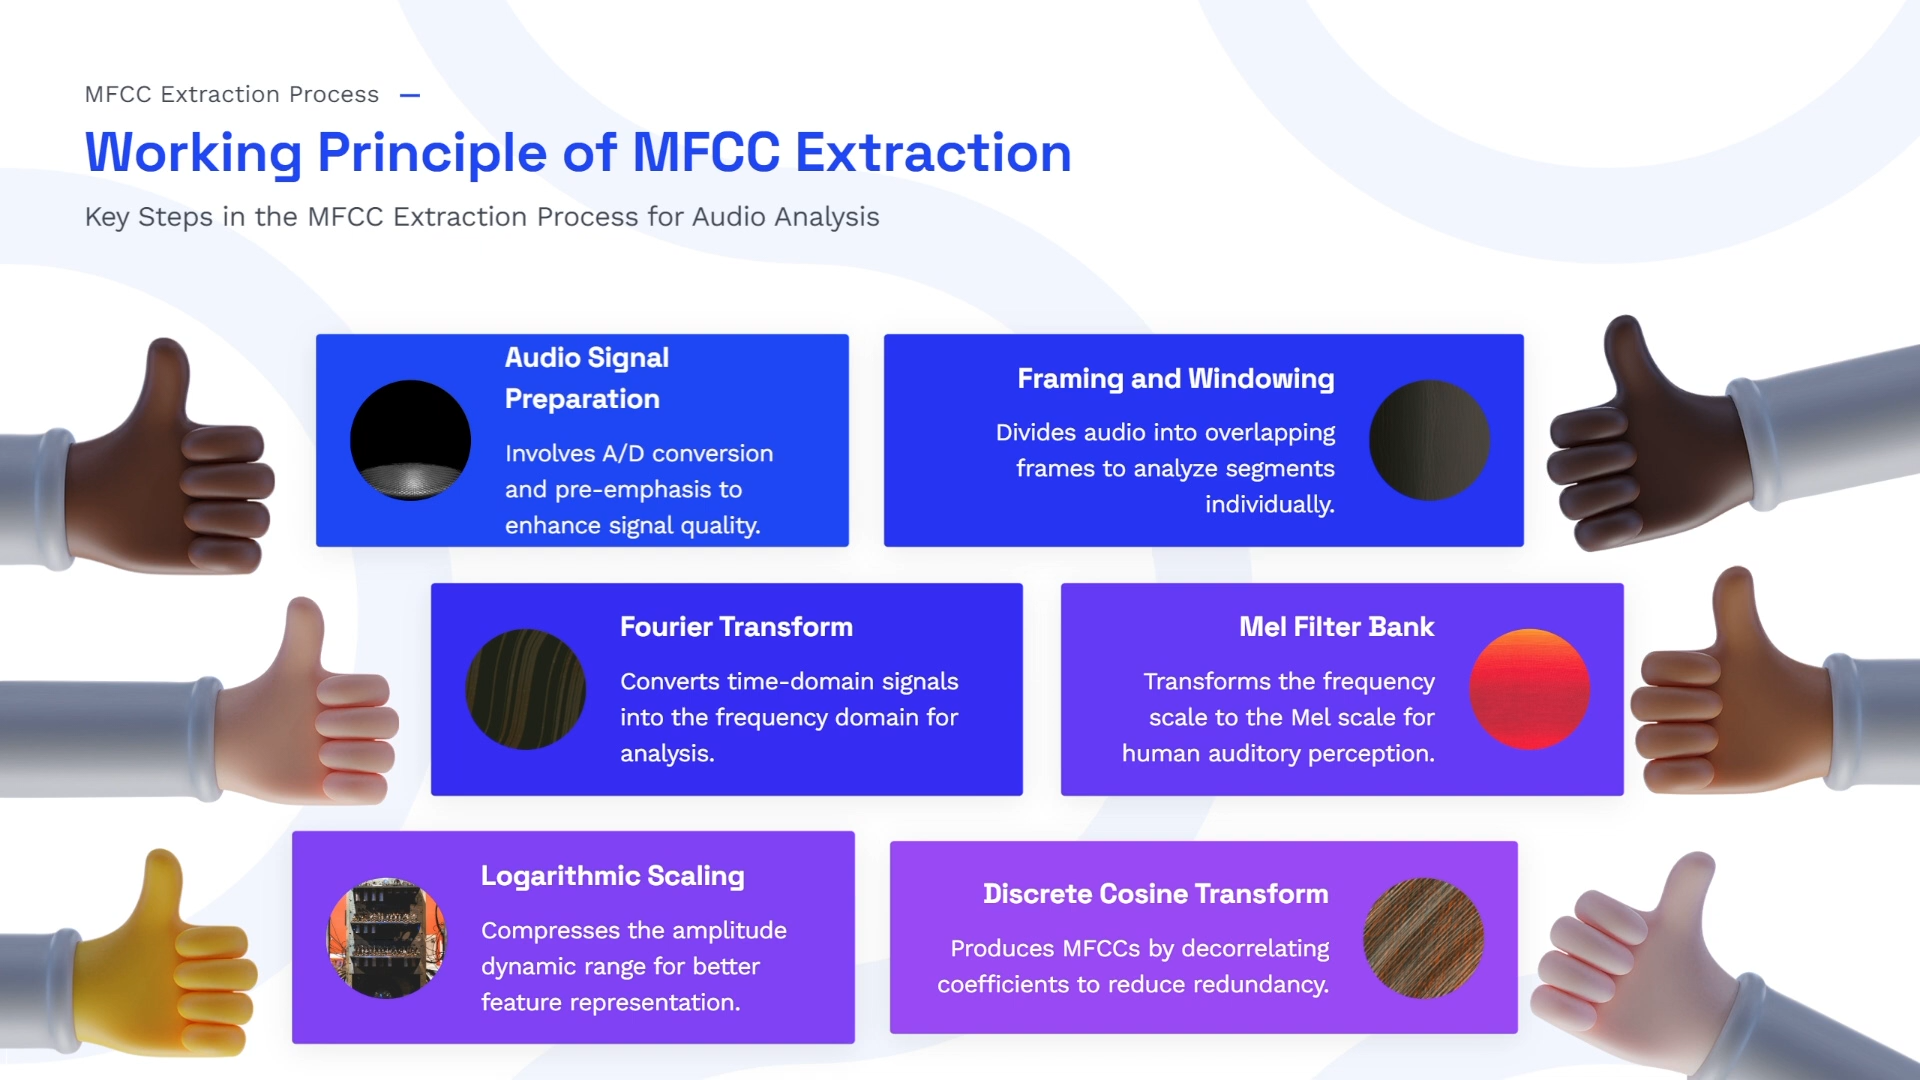 MFCC Extraction Process
Working Principle of MFCC Extraction
Key Steps in the MFCC Extraction Process for Audio Analysis
Audio Signal
Preparation
Involves A/D conversion
and pre-emphasis to
enhance signal quality.
Framing and Windowing
Divides audio into overlapping
frames to analyze segments
individually.
Fourier Transform
Converts time-domain signals
into the frequency domain for
analysis.
Mel Filter Bank
Transforms the frequency
scale to the Mel scale for
human auditory perception.
Logarithmic Scaling
Compresses the amplitude
dynamic range for better
feature representation.
Discrete Cosine Transform
Produces MFCCs by decorrelating
coefficients to reduce redundancy.